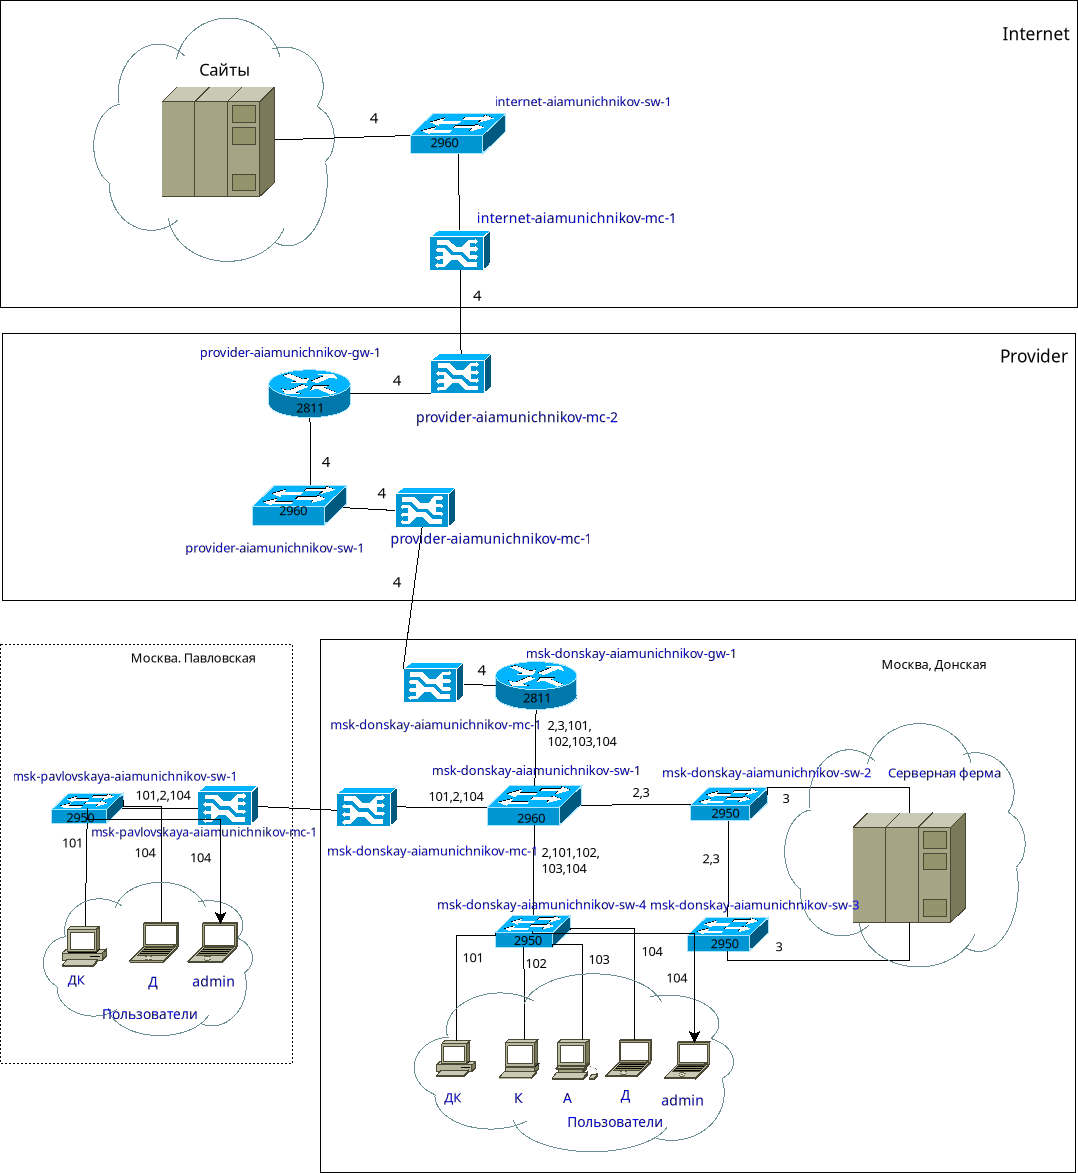 Internet
Сайты
internet-aiamunichnikov-sw-1
4
2960
internet-aiamunichnikov-mc-1
4
Provider
provider-aiamunichnikov-gw-1
4
2811
provider-aiamunichnikov-mc-2
4
4
2960
provider-aiamunichnikov-mc-1
provider-aiamunichnikov-sw-1
4
Москва. Павловская
msk-pavlovskaya-aiamunichnikov-sw-1
101,2,104
2950
msk-pavlovskaya-aiamunichnikov-mc-1
101
104
104
ДК
Д
admin
Пользователи
msk-donskay-aiamunichnikov-gw-1
Москва, Донская
4
2811
msk-donskay-aiamunichnikov-mc-1
2,3,101,
102,103,104
msk-donskay-aiamunichnikov-sw-1
msk-donskay-aiamunichnikov-sw-2
Серверная ферма
101,2,104
2,3
3
2960
2950
msk-donskay-aiamunichnikov-mc-1
2,101,102,
103,104
2,3
msk-donskay-aiamunichnikov-sw-4
msk-donskay-aiamunichnikov-sw-3
2950
2950
3
101
102
103
104
104
ДК
К
А
Д
admin
Пользователи